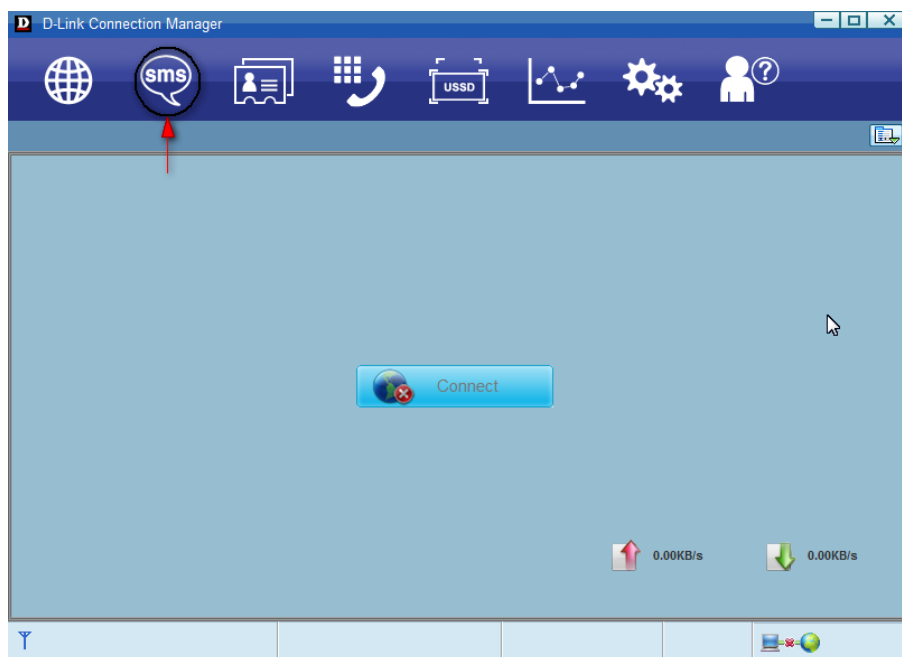 D D-Link Connection Manager
sms
USSD
?
Connect
0.00KB/s 0.00KB/s